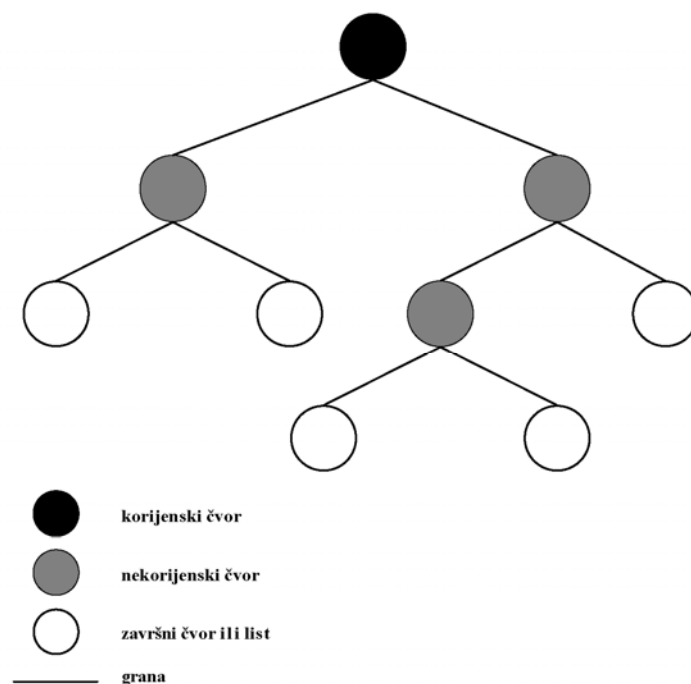 korijenski čvor
nekorijenski čvor
završni čvor ili list
grana